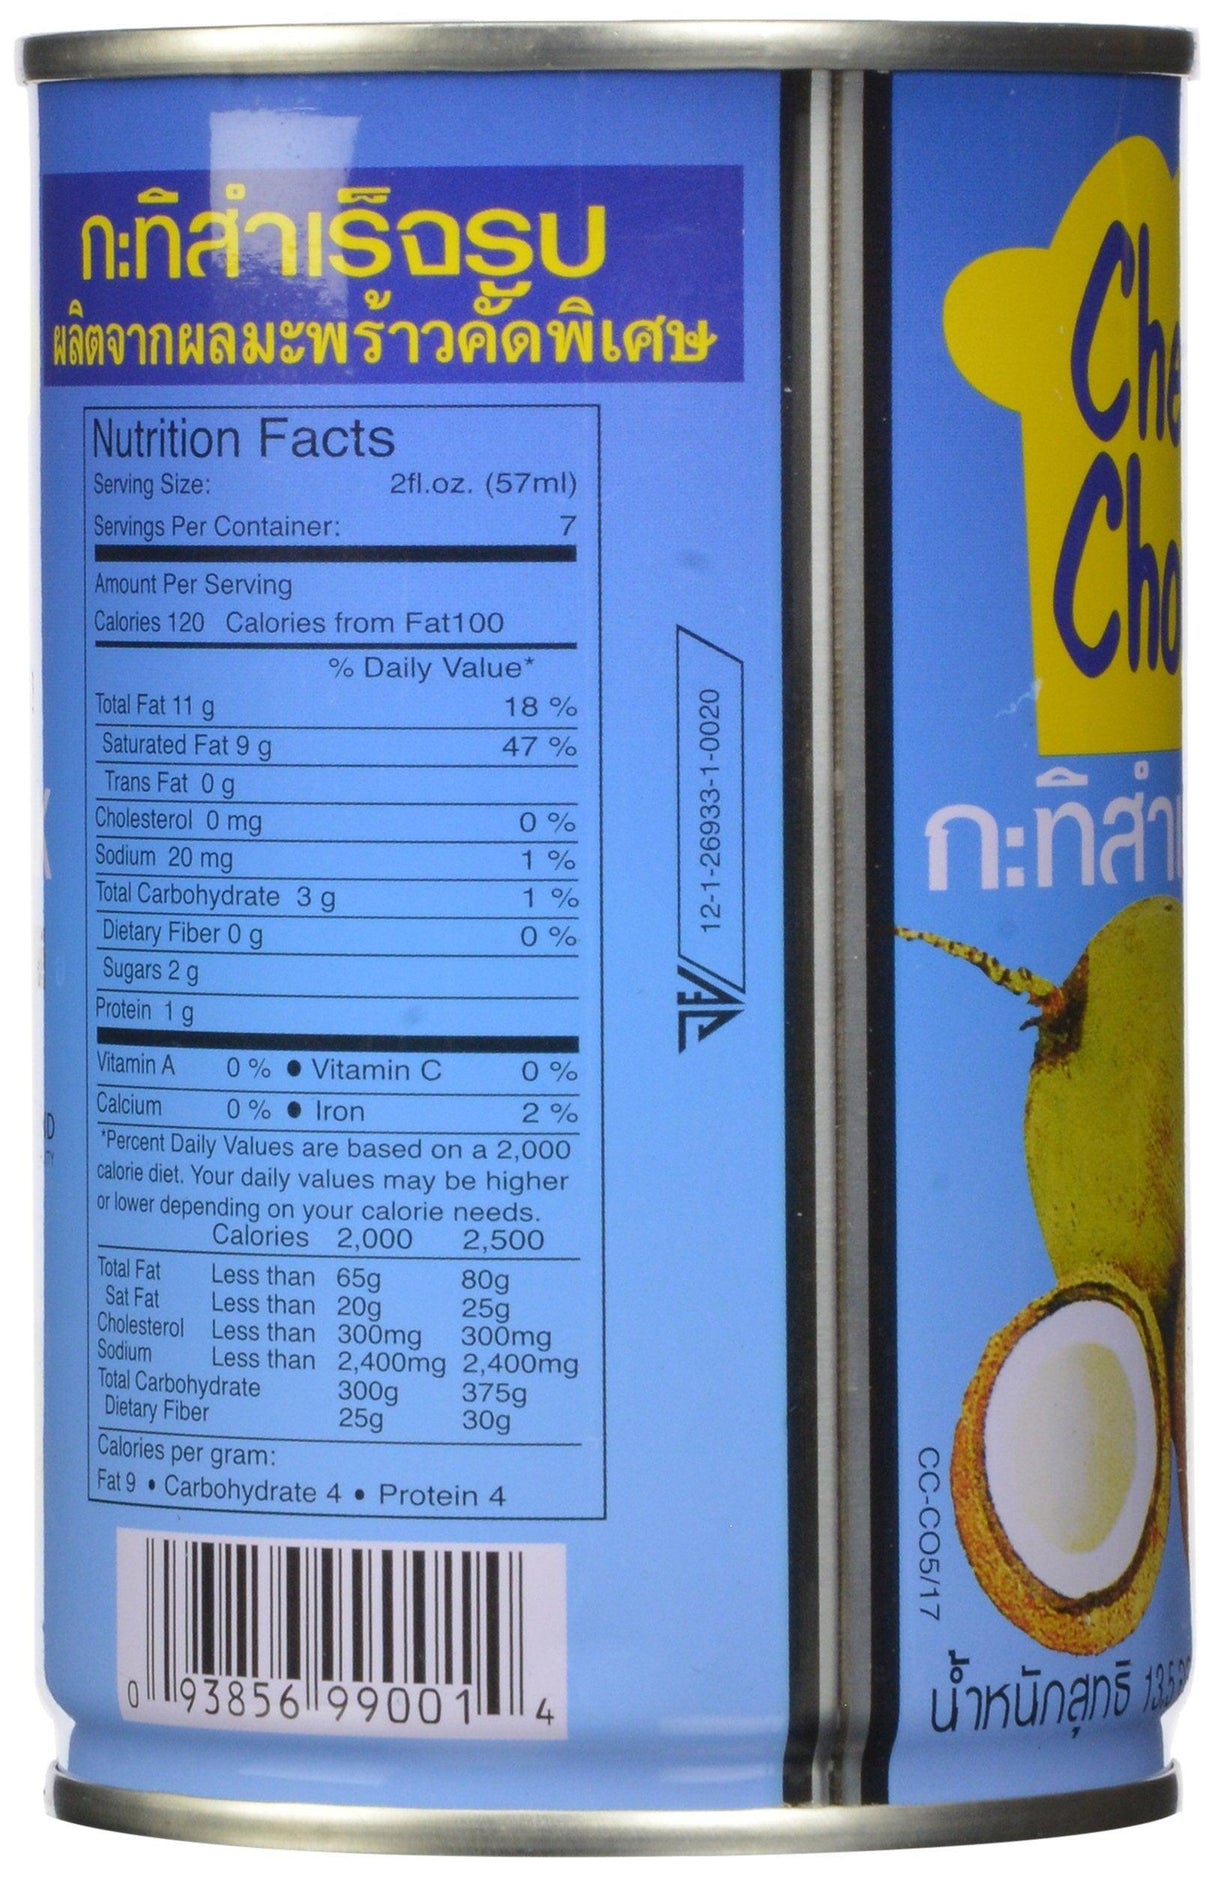 กะทิสำเร็จรูป
ผลิตจากผลมะพร้าวคัดพิเศษ
Nutrition Facts
Serving Size: 2fl.oz. (57ml)
Servings Per Container: 7
Amount Per Serving
Calories 120 Calories from Fat100
% Daily Value*
Total Fat 11 g 18 %
Saturated Fat 9 g 47 %
Trans Fat 0 g
Cholesterol 0 mg 0 %
Sodium 20 mg 1 %
Total Carbohydrate 3 g 1 %
Dietary Fiber 0 g 0 %
Sugars 2 g
Protein 1 g
Vitamin A 0 % • Vitamin C 0 %
Calcium 0 % • Iron 2 %
*Percent Daily Values are based on a 2,000
calorie diet. Your daily values may be higher
or lower depending on your calorie needs.
Calories 2,000 2,500
Total Fat Less than 65g 80g
Sat Fat Less than 20g 25g
Cholesterol Less than 300mg 300mg
Sodium Less than 2,400mg 2,400mg
Total Carbohydrate 300g 375g
Dietary Fiber 25g 30g
Calories per gram:
Fat 9 • Carbohydrate 4 • Protein 4
0 93856 99001 4
12-1-26933-1-0020
Che
Cho
กะทิสำ
CC-CO5/17
น้ำหนักสุทธิ 13.5